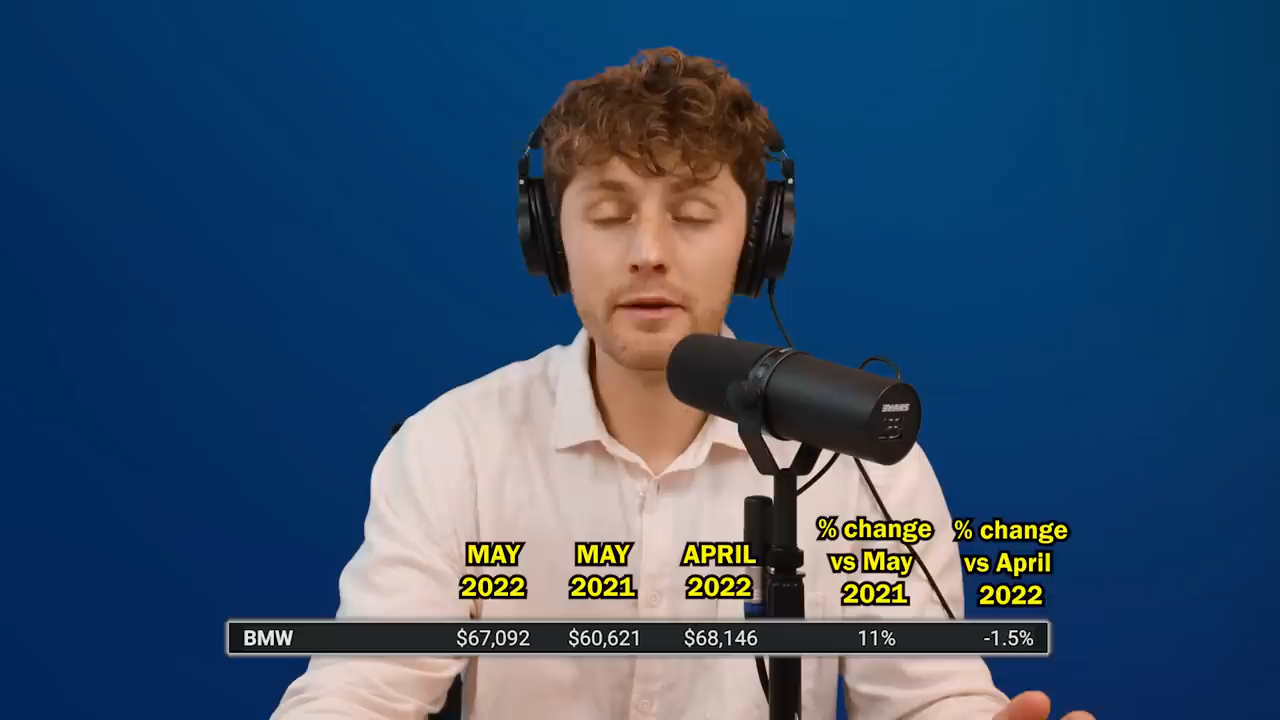 MAY
2022
MAY
2021
APRIL
2022
% change
vs May
2021
% change
vs April
2022
BMW $67,092 $60,621 $68,146 11% -1.5%
SHURE